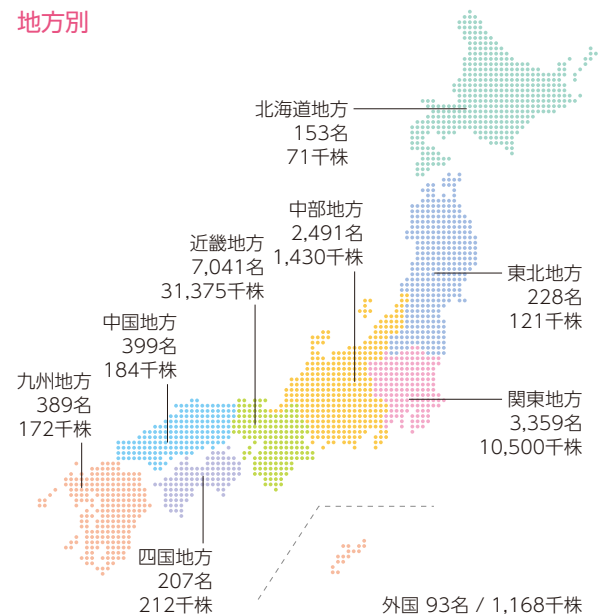 地方別
北海道地方
153名
71千株
中部地方
2,491名
1,430千株
近畿地方
7,041名
31,375千株
東北地方
228名
121千株
中国地方
399名
184千株
九州地方
389名
172千株
関東地方
3,359名
10,500千株
四国地方
207名
212千株
外国 93名 / 1,168千株